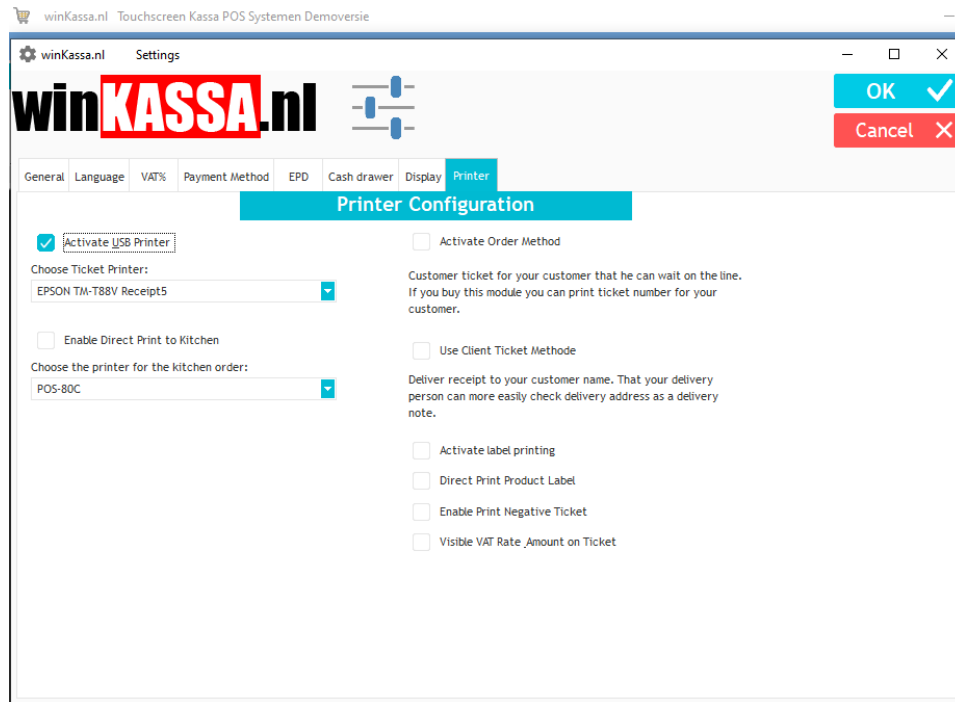 winKassa.nl Touchscreen Kassa POS Systemen Demoversie
winKassa.nl Settings
winKASSA.nl
OK
Cancel
General Language VAT% Payment Method EPD Cash drawer Display Printer
Printer Configuration
Activate USB Printer
Choose Ticket Printer:
EPSON TM-T88V Receipt5
Enable Direct Print to Kitchen
Choose the printer for the kitchen order:
POS-80C
Activate Order Method
Customer ticket for your customer that he can wait on the line.
If you buy this module you can print ticket number for your
customer.
Use Client Ticket Methode
Deliver receipt to your customer name. That your delivery
person can more easily check delivery address as a delivery
note.
Activate label printing
Direct Print Product Label
Enable Print Negative Ticket
Visible VAT Rate ,Amount on Ticket